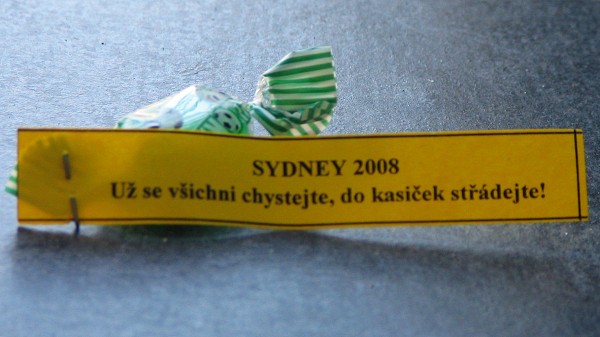 SYDNEY 2008
Už se všichni chystejte, do kasiček střádejte!